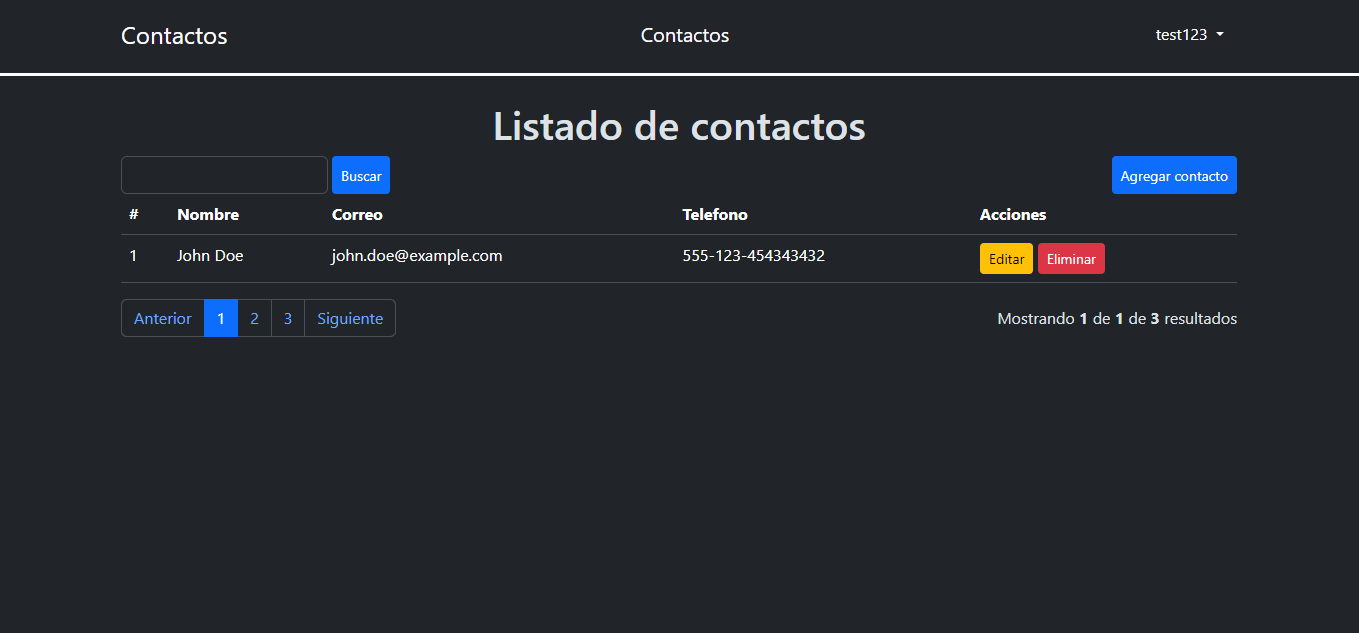 Contactos Contactos test123
Listado de contactos
Buscar Agregar contacto
# Nombre Correo Telefono Acciones
1 John Doe john.doe@example.com 555-123-454343432 Editar Eliminar
Anterior 1 2 3 Siguiente Mostrando 1 de 1 de 3 resultados